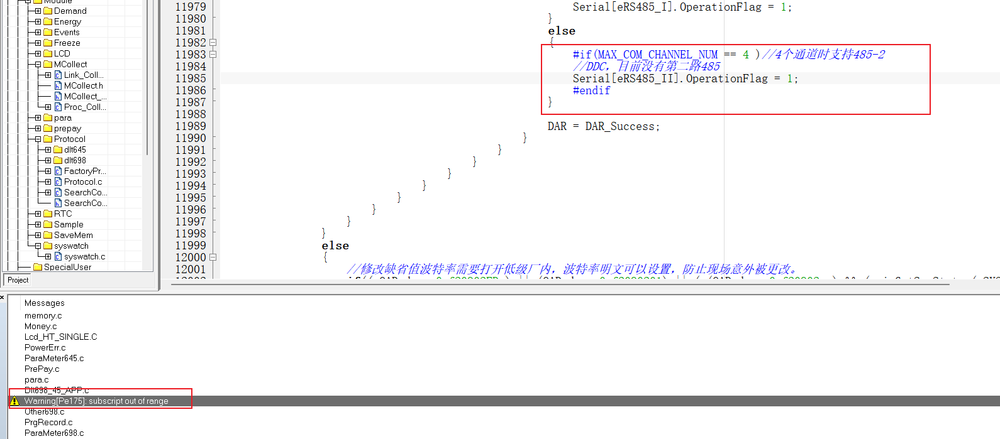 Module
Demand
Energy
Events
Freeze
LCD
MCollect
Link_Coll...
MCollect.h
MCollect_...
Proc_Coll...
para
prepay
Protocol
dlt645
dlt698
FactoryPr...
Protocol.c
SearchCo...
SearchCo...
RTC
Sample
SaveMem
syswatch
syswatch.c
SpecialUser
Project
11979 Serial[eRS485_I].OperationFlag = 1;
11980 }
11981 else
11982 {
11983 #if(MAX_COM_CHANNEL_NUM == 4 )//4个通道时支持485-2
11984 //DDC，目前没有第二路485
11985 Serial[eRS485_II].OperationFlag = 1;
11986 #endif
11987 }
11988
11989 DAR = DAR_Success;
11990 }
11991 }
11992 }
11993 }
11994 }
11995 }
11996 }
11997 }
11998 }
11999 else
12000 {
12001 //修改缺省值波特率需要打开低级厂内，波特率明文可以设置，防止现场意外被更改。
Messages
memory.c
Money.c
Lcd_HT_SINGLE.C
PowerErr.c
ParaMeter645.c
PrePay.c
para.c
Dlt698_45_APP.c
Warning[Pe175]: subscript out of range
Other698.c
PrgRecord.c
ParaMeter698.c